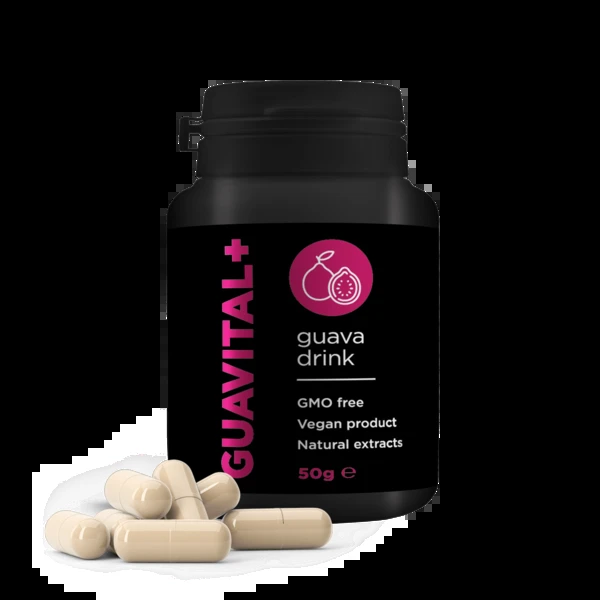 GUAVITAL+
guava
drink
GMO free
Vegan product
Natural extracts
50g ℮